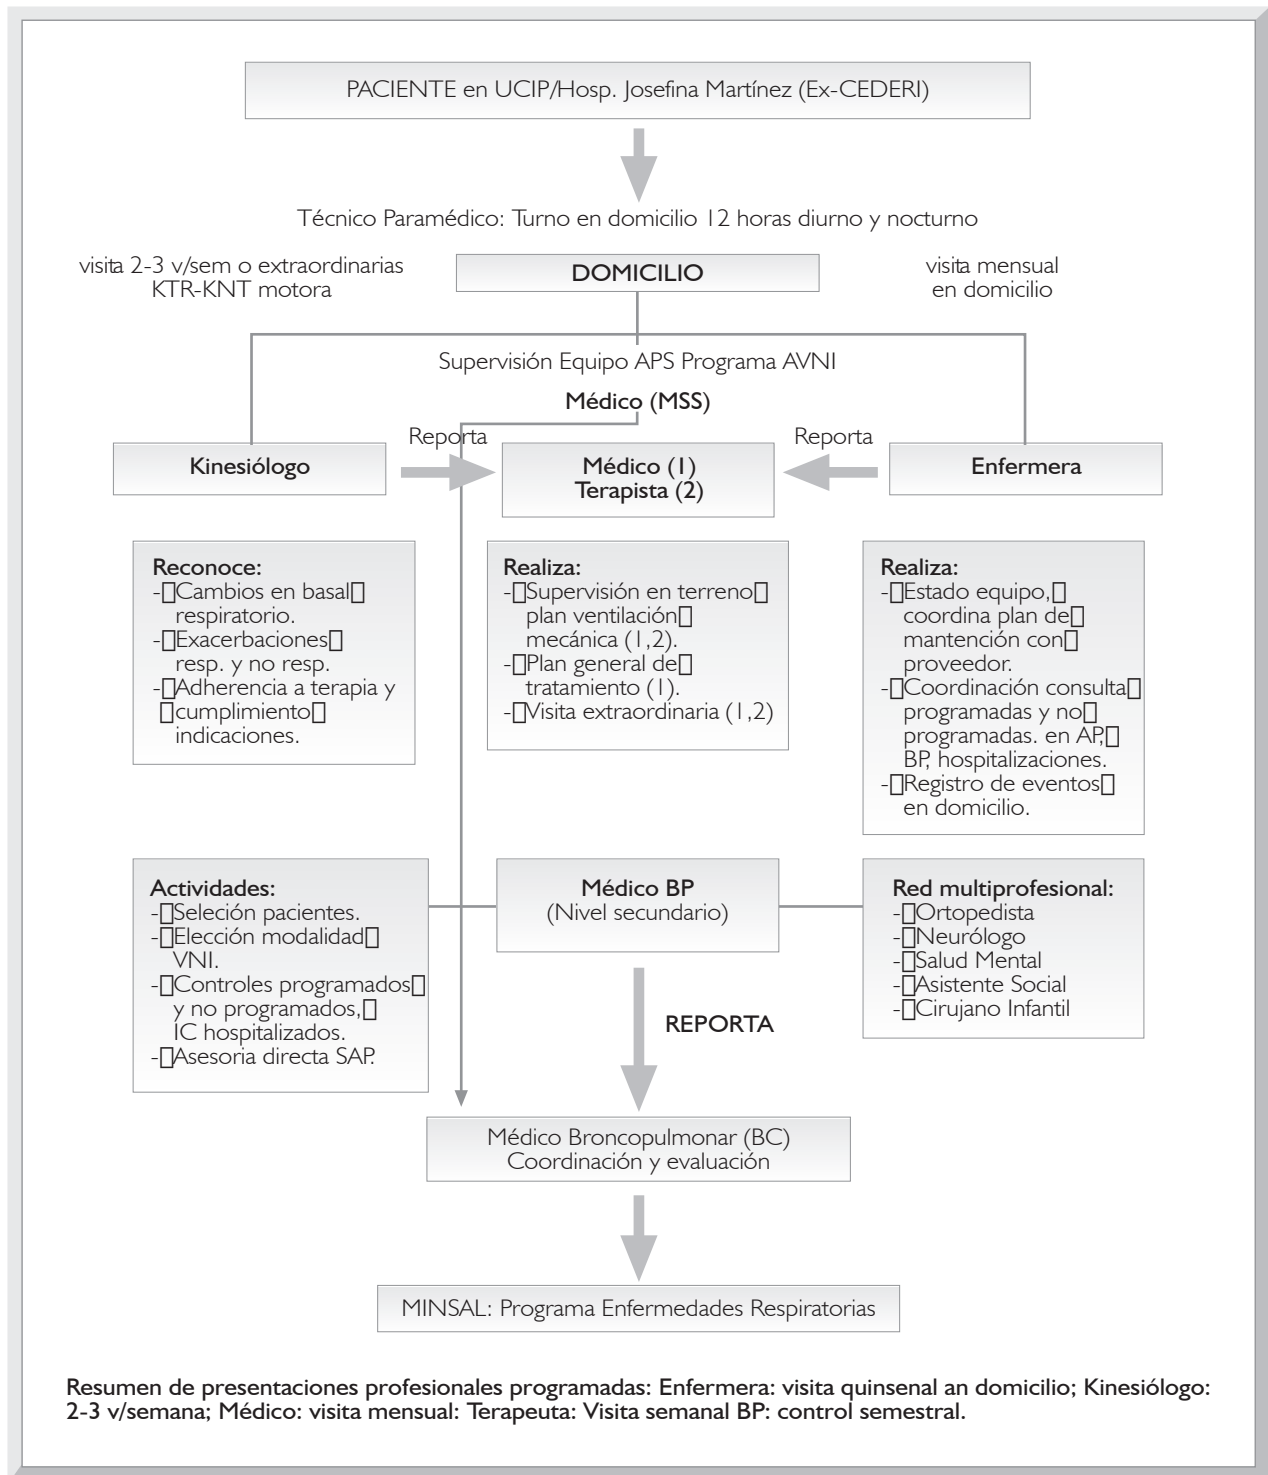 PACIENTE en UCIP/Hosp. Josefina Martínez (Ex-CEDERI)
Técnico Paramédico: Turno en domicilio 12 horas diurno y nocturno
visita 2-3 v/sem o extraordinarias
KTR-KNT motora
DOMICILIO
visita mensual
en domicilio
Supervisión Equipo APS Programa AVNI
Médico (MSS)
Reporta
Reporta
Kinesiólogo
Médico (1)
Terapista (2)
Enfermera
Reconoce:
- Cambios en basal
respiratorio.
- Exacerbaciones
resp. y no resp.
- Adherencia a terapia y
cumplimiento
indicaciones.
Realiza:
- Supervisión en terreno
plan ventilación
mecánica (1,2).
- Plan general de
tratamiento (1).
- Visita extraordinaria (1,2)
Realiza:
- Estado equipo,
coordina plan de
mantención con
proveedor.
- Coordinación consulta
programadas y no
programadas. en AP,
BP, hospitalizaciones.
- Registro de eventos
en domicilio.
Actividades:
- Seleción pacientes.
- Elección modalidad
VNI.
- Controles programados
y no programados,
IC hospitalizados.
- Asesoria directa SAP.
Médico BP
(Nivel secundario)
Red multiprofesional:
- Ortopedista
- Neurólogo
- Salud Mental
- Asistente Social
- Cirujano Infantil
REPORTA
Médico Broncopulmonar (BC)
Coordinación y evaluación
MINSAL: Programa Enfermedades Respiratorias
Resumen de presentaciones profesionales programadas: Enfermera: visita quinsenal an domicilio; Kinesiólogo:
2-3 v/semana; Médico: visita mensual: Terapeuta: Visita semanal BP: control semestral.